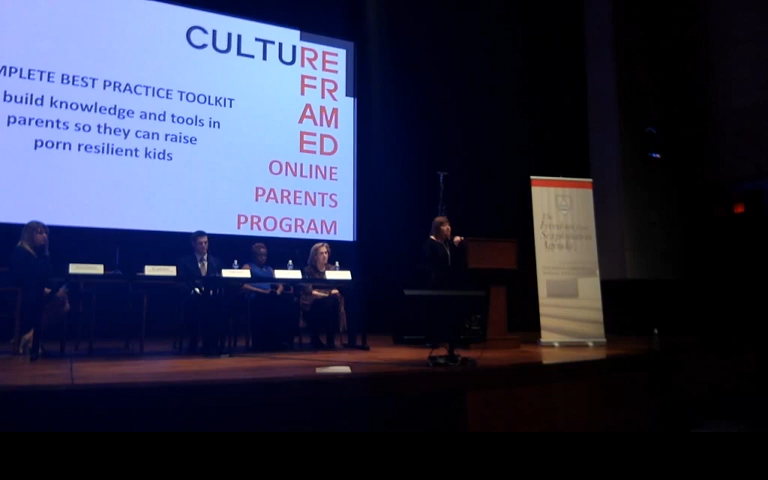 CULTURE
FR
AM
ED
ONLINE
PARENTS
PROGRAM
MPLETE BEST PRACTICE TOOLKIT
build knowledge and tools in
parents so they can raise
porn resilient kids